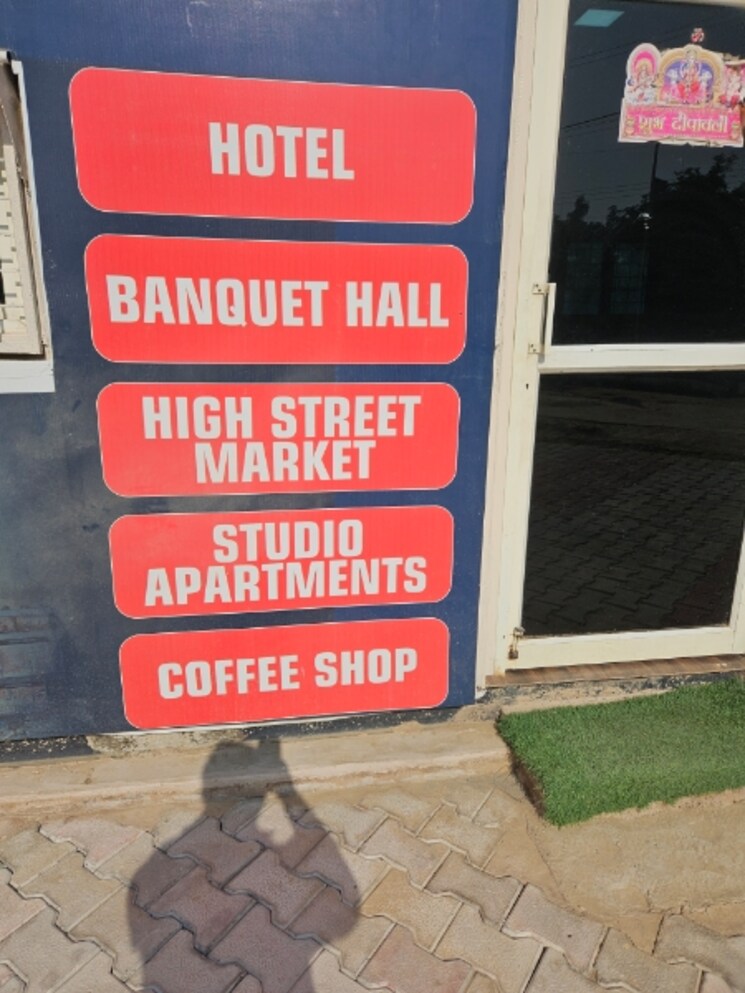 शुभ दीपावली
HOTEL
BANQUET HALL
HIGH STREET
MARKET
STUDIO
APARTMENTS
COFFEE SHOP